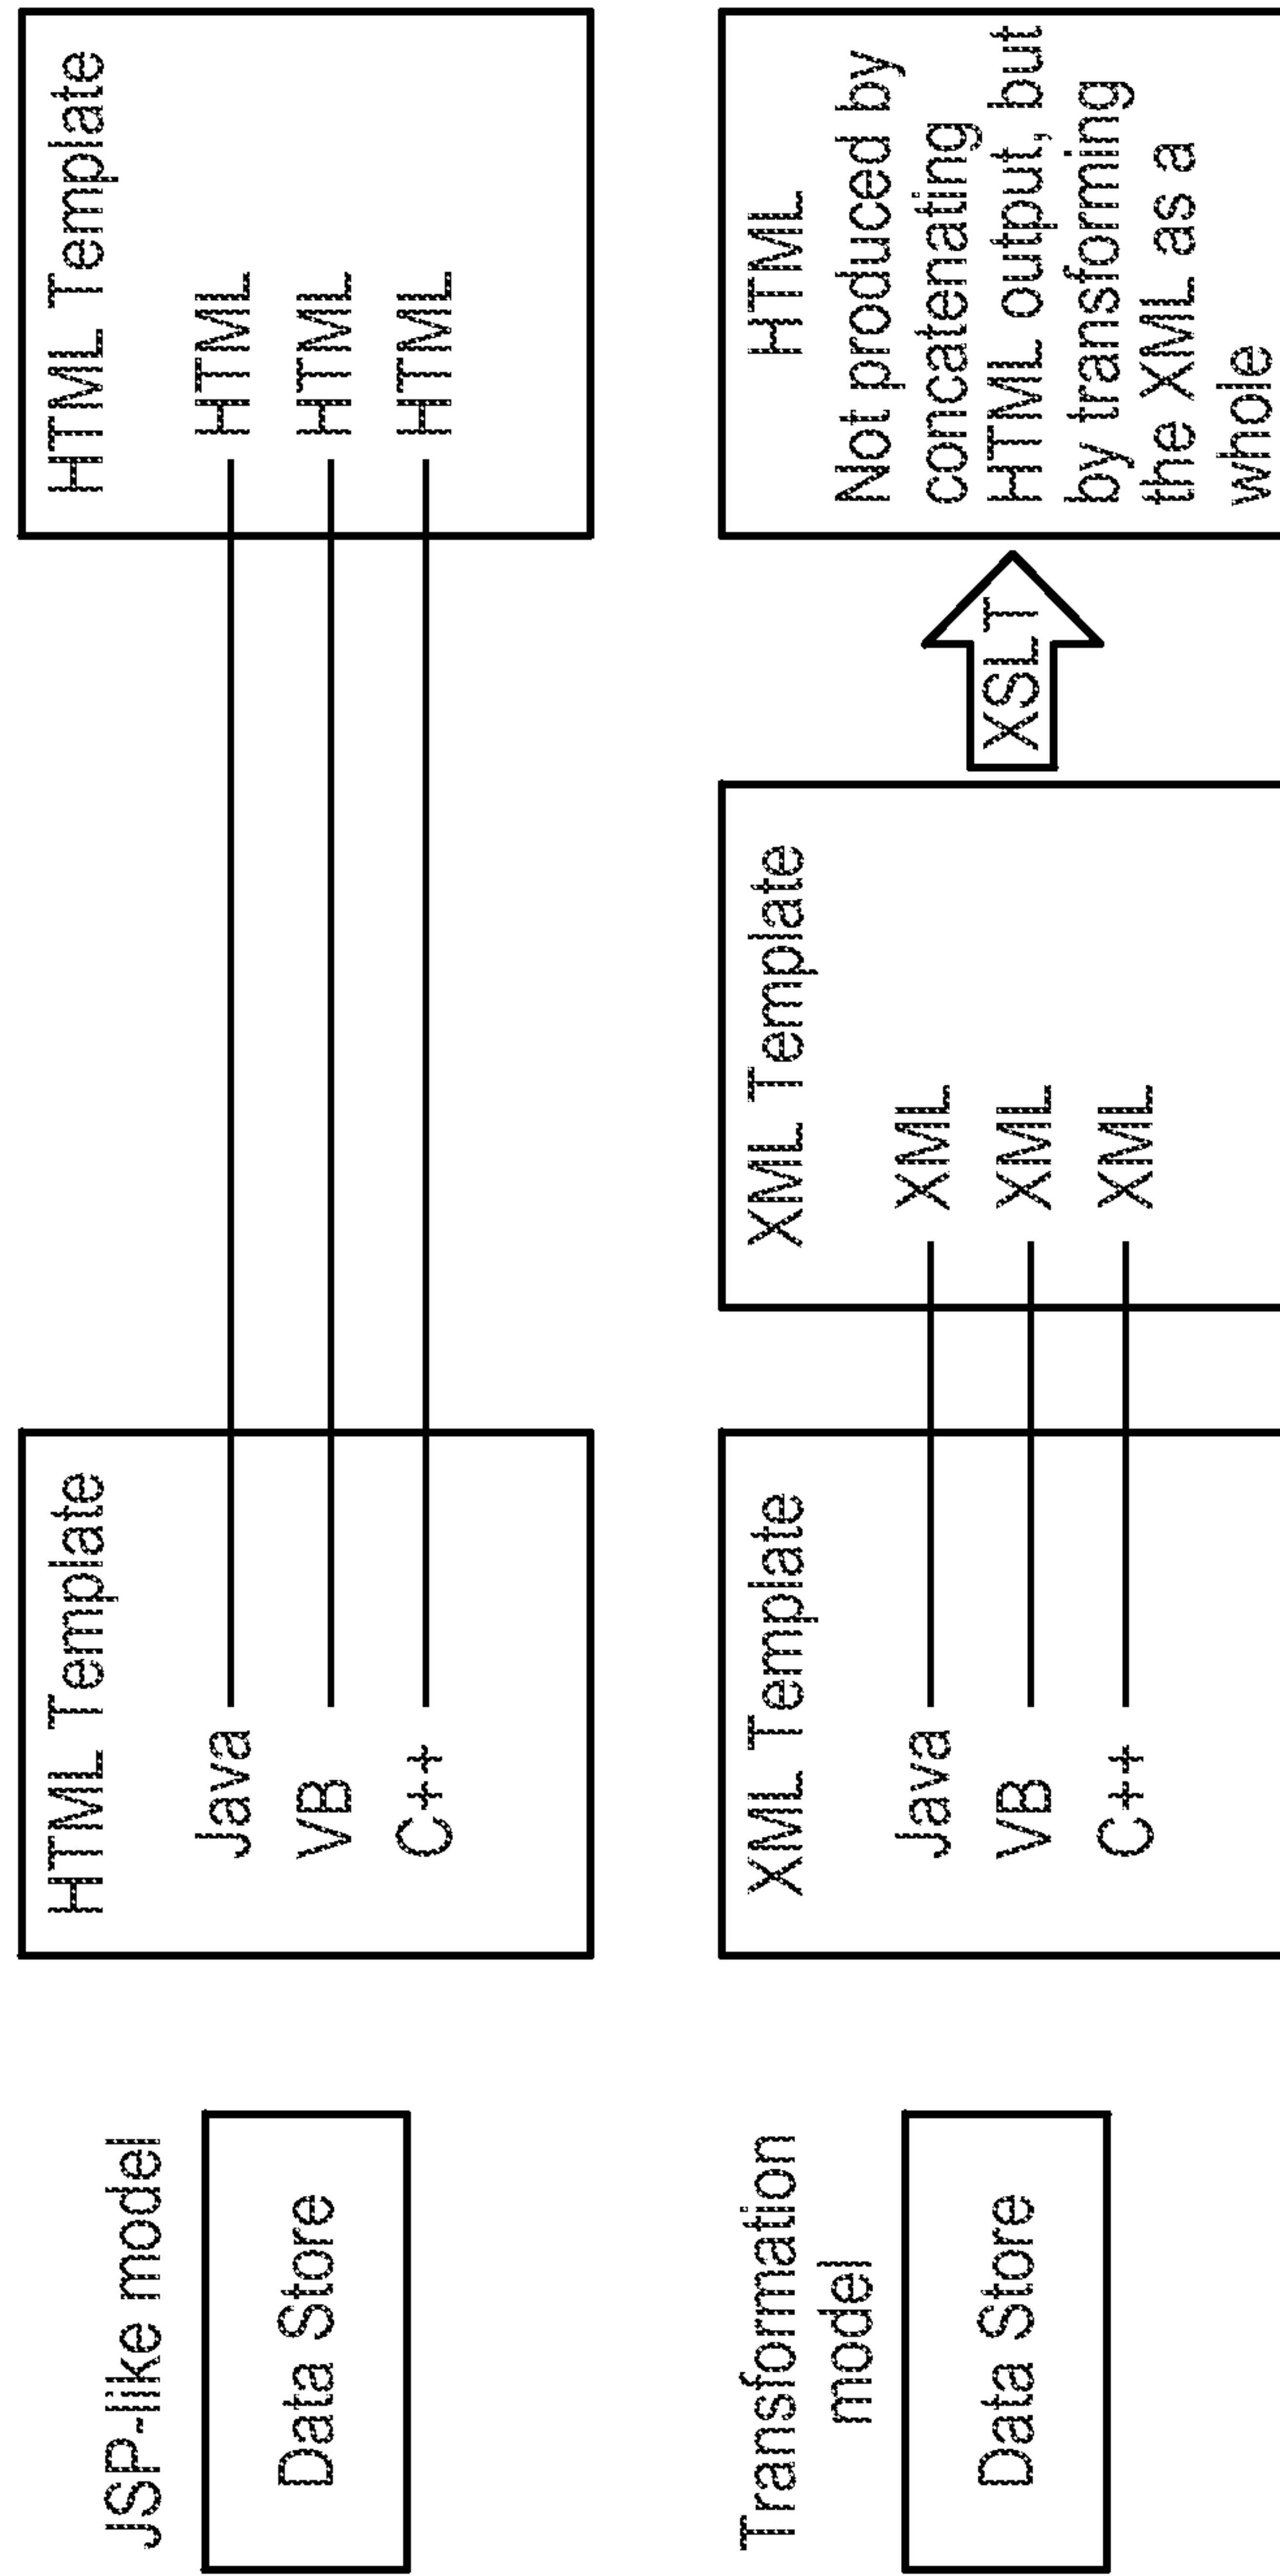 JSP-like model
Data Store
HTML Template
Java
VB
C++
HTML Template
HTML
HTML
HTML
Transformation
model
Data Store
XML Template
Java
VB
C++
XML Template
XML
XML
XML
XSLT
HTML
Not produced by
concatenating
HTML output, but
by transforming
the XML as a
whole